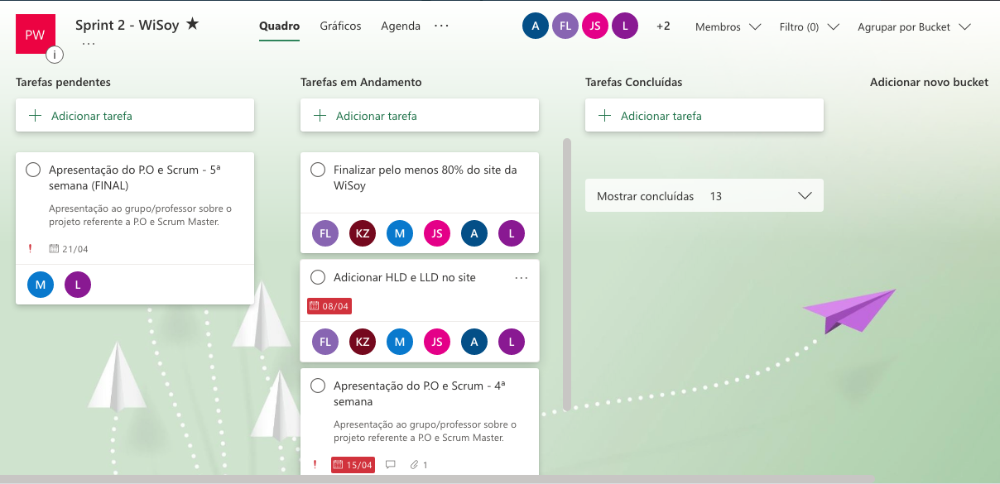 PW
i
Sprint 2 - WiSoy ★
...
Quadro Gráficos Agenda ...
A FL JS L +2
Membros Filtro (0) Agrupar por Bucket
Tarefas pendentes
Adicionar tarefa
Apresentação do P.O e Scrum - 5ª
semana (FINAL)
Apresentação ao grupo/professor sobre o
projeto referente a P.O e Scrum Master.
! 21/04
M L
Tarefas em Andamento
Adicionar tarefa
Finalizar pelo menos 80% do site da
WiSoy
FL KZ M JS A L
Adicionar HLD e LLD no site ...
08/04
FL KZ M JS A L
Apresentação do P.O e Scrum - 4ª
semana
Apresentação ao grupo/professor sobre o
projeto referente a P.O e Scrum Master.
! 15/04 1
Tarefas Concluídas
Adicionar tarefa
Mostrar concluídas 13
Adicionar novo bucket